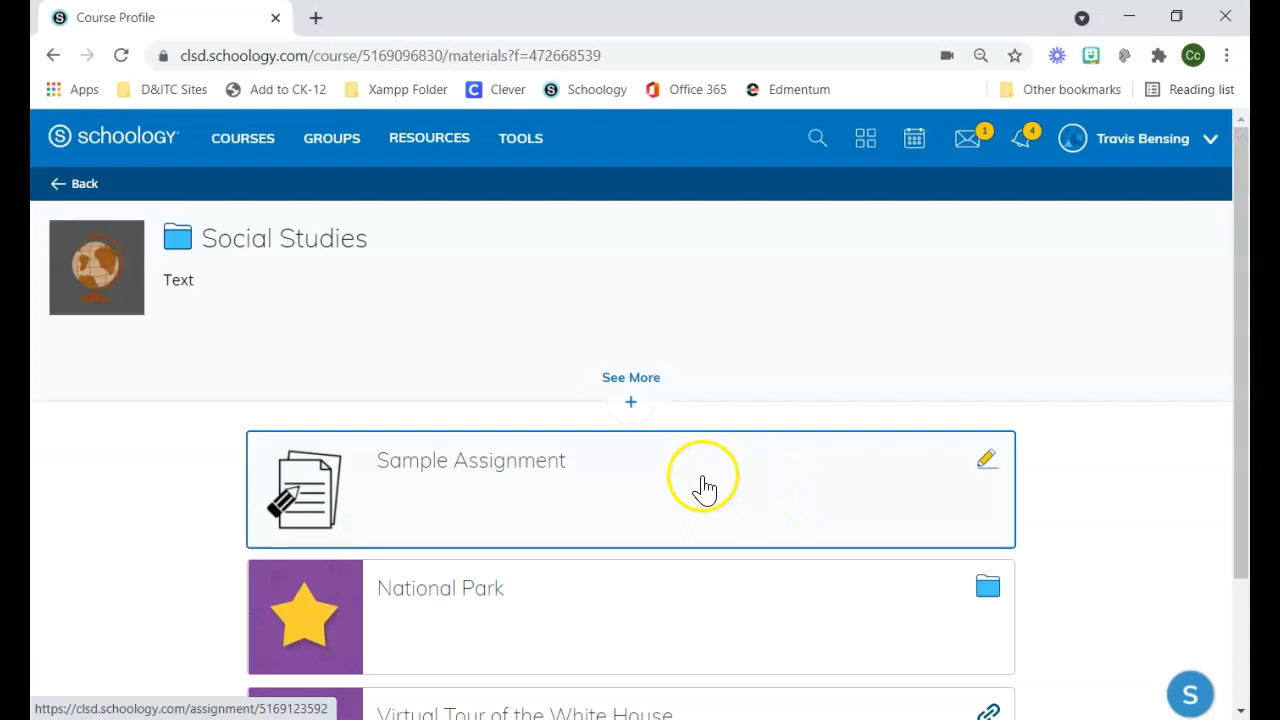 Course Profile
clsd.schoology.com/course/5169096830/materials?f=472668539
Cc
Apps D&ITC Sites Add to CK-12 Xampp Folder Clever Schoology Office 365 Edmentum Other bookmarks Reading list
S schoology COURSES GROUPS RESOURCES TOOLS 1 4 Travis Bensing
Back
Social Studies
Text
See More
Sample Assignment
National Park
Virtual Tour of the White House
S
https://clsd.schoology.com/assignment/5169123592